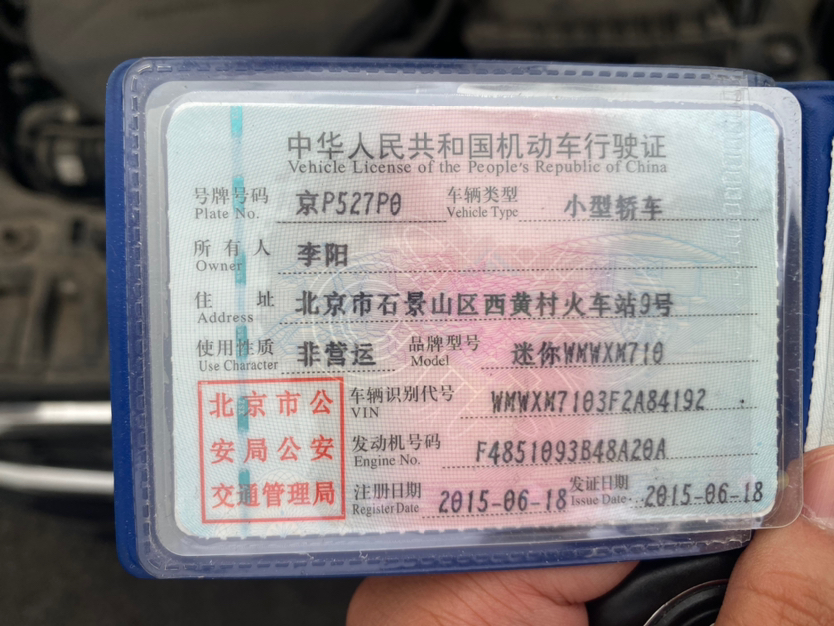 中华人民共和国机动车行驶证
Vehicle License of the People's Republic of China
号牌号码 京P527P0 车辆类型 小型轿车
Plate No. Vehicle Type
所有人 李阳
Owner
住址 北京市石景山区西黄村火车站9号
Address
使用性质 非营运 品牌型号 迷你WMWXM710
Use Character Model
北京市公
安局公安
交通管理局
车辆识别代号 WMWXM7103F2A84192
VIN
发动机号码 F4851093B48A20A
Engine No.
注册日期 2015-06-18 发证日期 2015-06-18
Register Date Issue Date